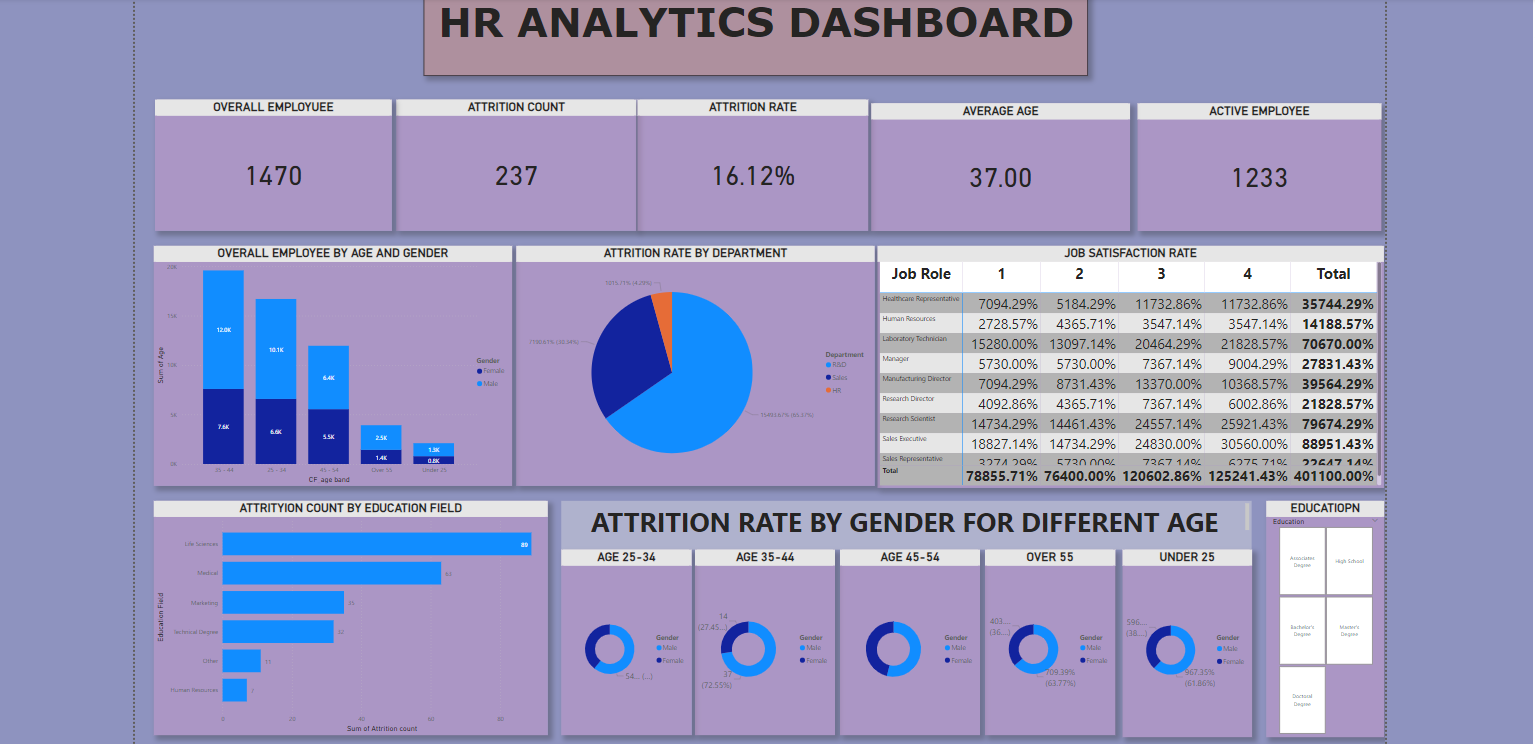 HR ANALYTICS DASHBOARD
OVERALL EMPLOYUEE
1470
ATTRITION COUNT
237
ATTRITION RATE
16.12%
AVERAGE AGE
37.00
ACTIVE EMPLOYEE
1233
OVERALL EMPLOYEE BY AGE AND GENDER
Sum of Age
20K
15K
10K
5K
0K
12.0K
7.6K
10.1K
6.6K
6.4K
5.5K
2.5K
1.4K
1.3K
0.8K
35 - 44
25 - 34
45 - 54
Over 55
Under 25
CF_age band
Gender
Female
Male
ATTRITION RATE BY DEPARTMENT
Department
R&D
Sales
HR
JOB SATISFACTION RATE
Job Role 1 2 3 4 Total
Healthcare Representative 7094.29% 5184.29% 11732.86% 11732.86% 35744.29%
Human Resources 2728.57% 4365.71% 3547.14% 3547.14% 14188.57%
Laboratory Technician 15280.00% 13097.14% 20464.29% 21828.57% 70670.00%
Manager 5730.00% 5730.00% 7367.14% 9004.29% 27831.43%
Manufacturing Director 7094.29% 8731.43% 13370.00% 10368.57% 39564.29%
Research Director 4092.86% 4365.71% 7367.14% 6002.86% 21828.57%
Research Scientist 14734.29% 14461.43% 24557.14% 25921.43% 79674.29%
Sales Executive 18827.14% 14734.29% 24830.00% 30560.00% 88951.43%
Sales Representative 3274.29% 5730.00% 7367.14% 6275.71% 22647.14%
Total 78855.71% 76400.00% 120602.86% 125241.43% 401100.00%
ATTRITYION COUNT BY EDUCATION FIELD
Education Field
Life Sciences 89
Medical 63
Marketing 35
Technical Degree 32
Other 11
Human Resources 7
0 20 40 60 80
Sum of Attrition count
ATTRITION RATE BY GENDER FOR DIFFERENT AGE
AGE 25-34
54... (...)
Gender
Male
Female
AGE 35-44
14
(27.45...)
37
(72.55%)
Gender
Male
Female
AGE 45-54
Gender
Male
Female
OVER 55
403....
(36....)
709.39%
(63.77%)
Gender
Male
Female
UNDER 25
596....
(38....)
967.35%
(61.86%)
Gender
Male
Female
EDUCATIOPN
Education
Associates Degree
High School
Bachelor's Degree
Master's Degree
Doctoral Degree